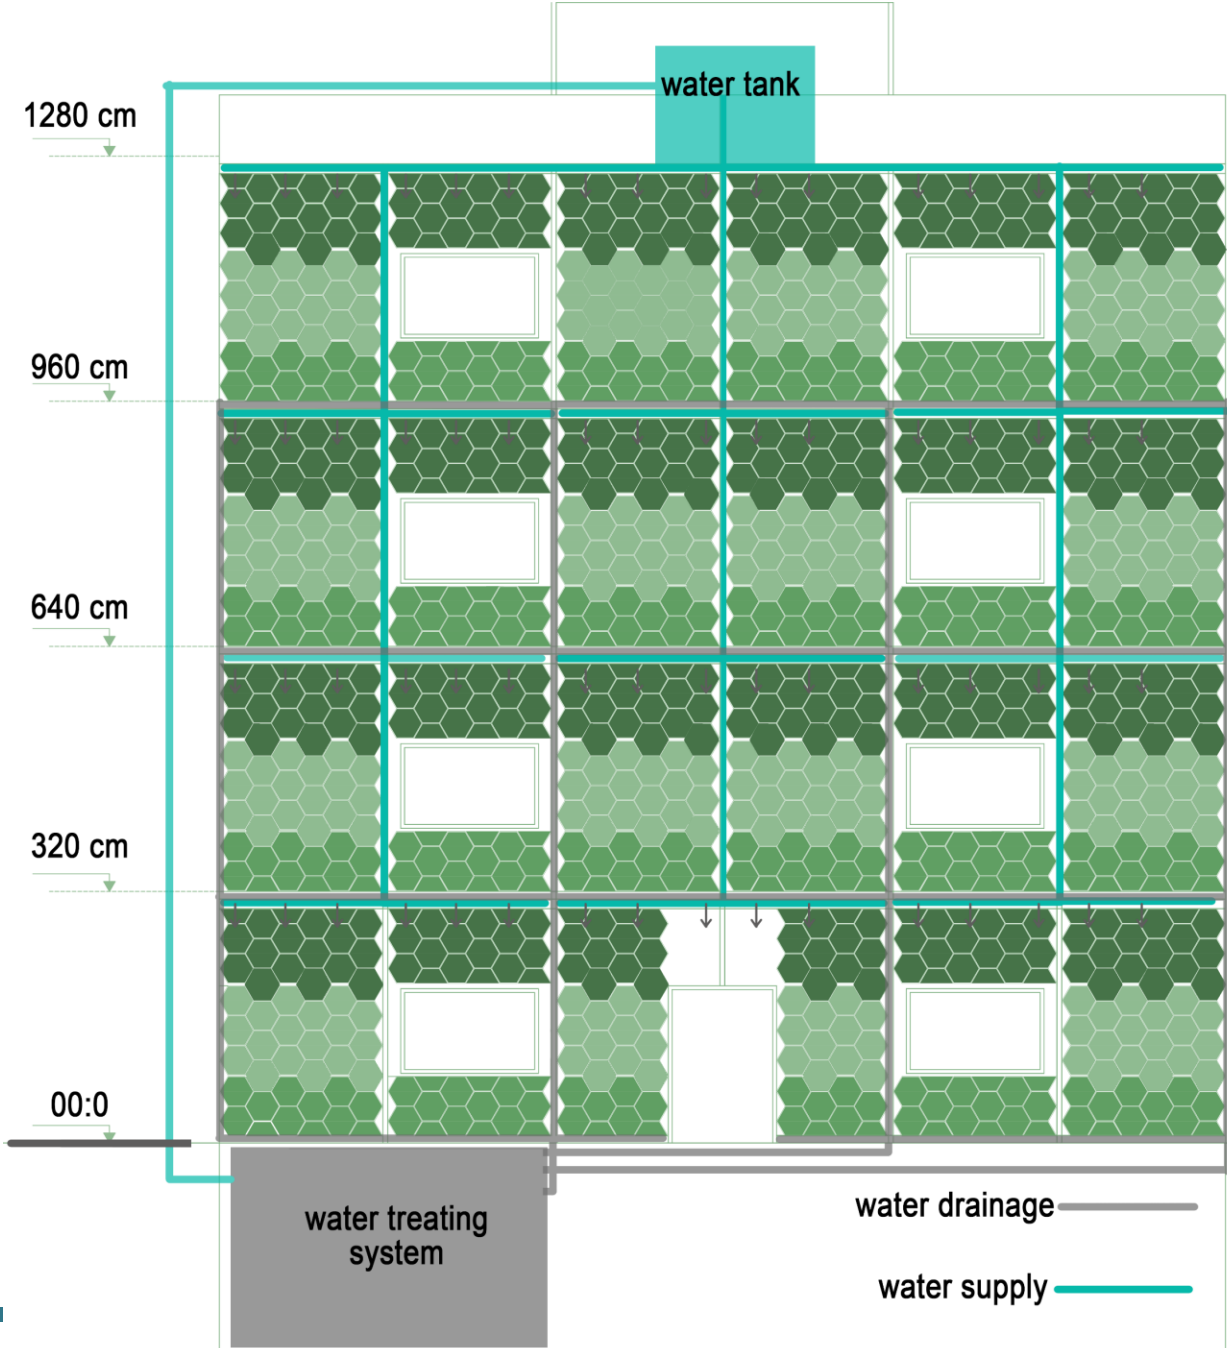 water tank
1280 cm
960 cm
640 cm
320 cm
00:0
water treating
system
water drainage
water supply